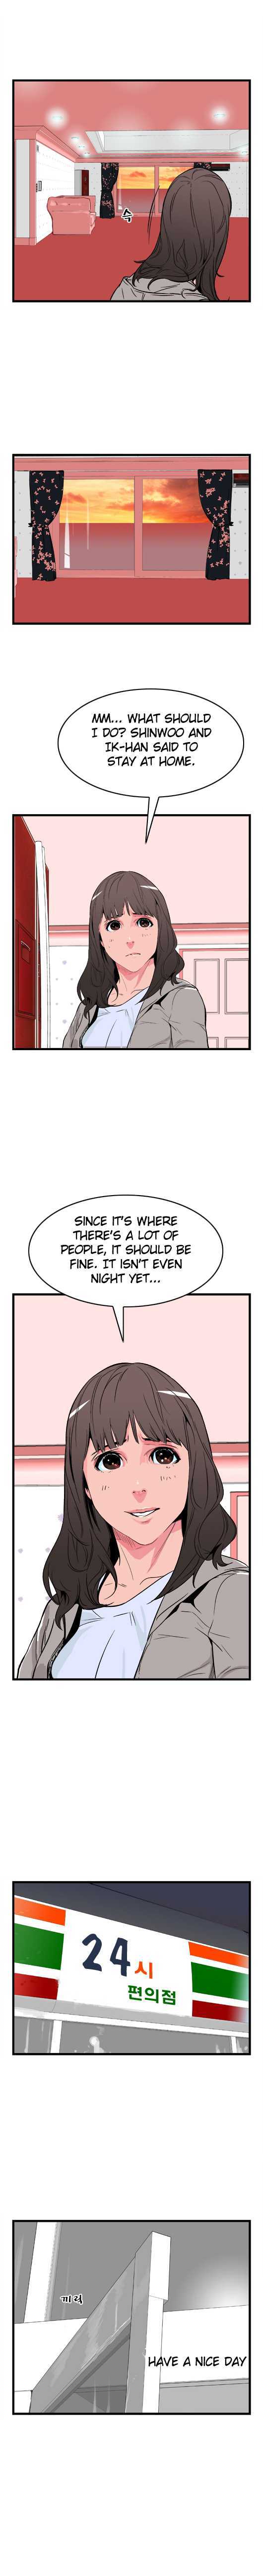 슥
MM... WHAT SHOULD
I DO? SHINWOO AND
IK-HAN SAID TO
STAY AT HOME.
SINCE IT'S WHERE
THERE'S A LOT OF
PEOPLE, IT SHOULD BE
FINE. IT ISN'T EVEN
NIGHT YET...
24시
편의점
끼릭
HAVE A NICE DAY